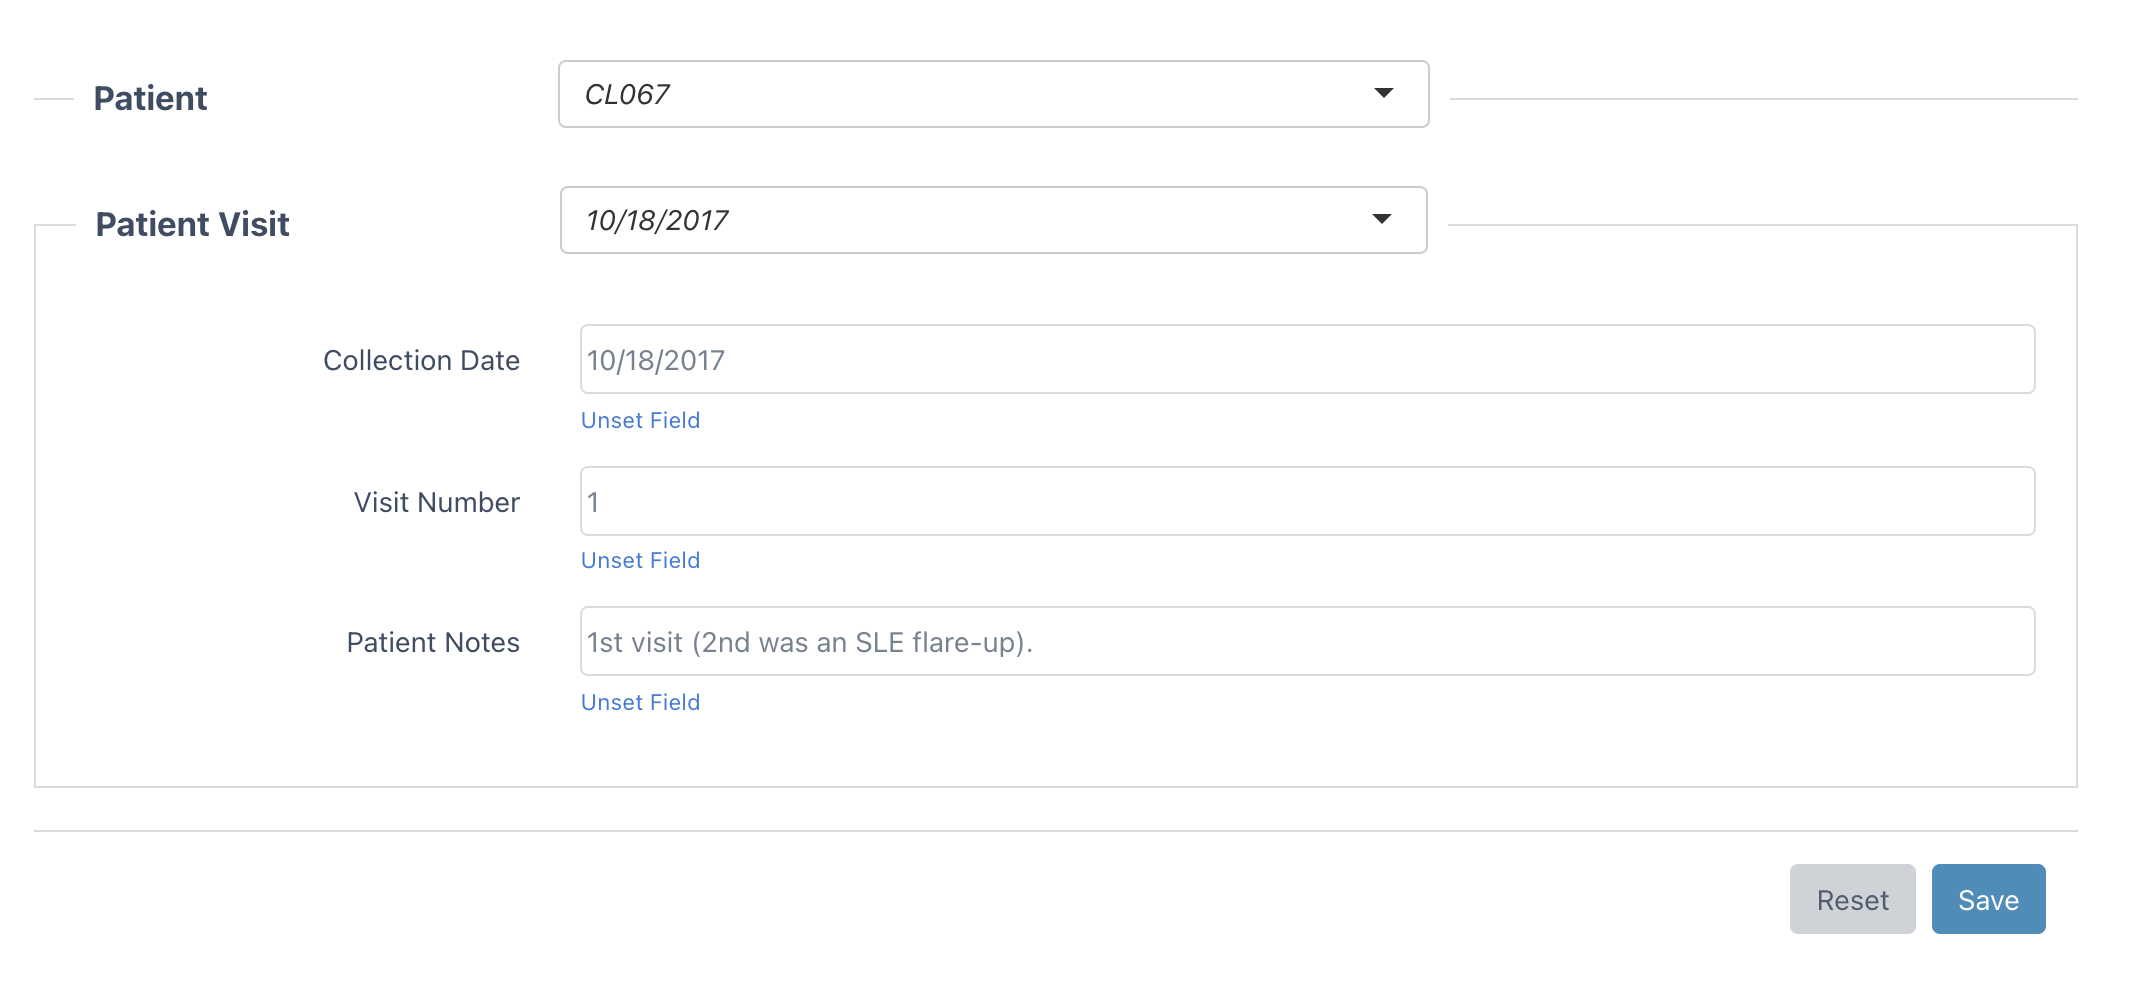 Patient
CL067
Patient Visit
10/18/2017
Collection Date
10/18/2017
Unset Field
Visit Number
1
Unset Field
Patient Notes
1st visit (2nd was an SLE flare-up).
Unset Field
Reset
Save